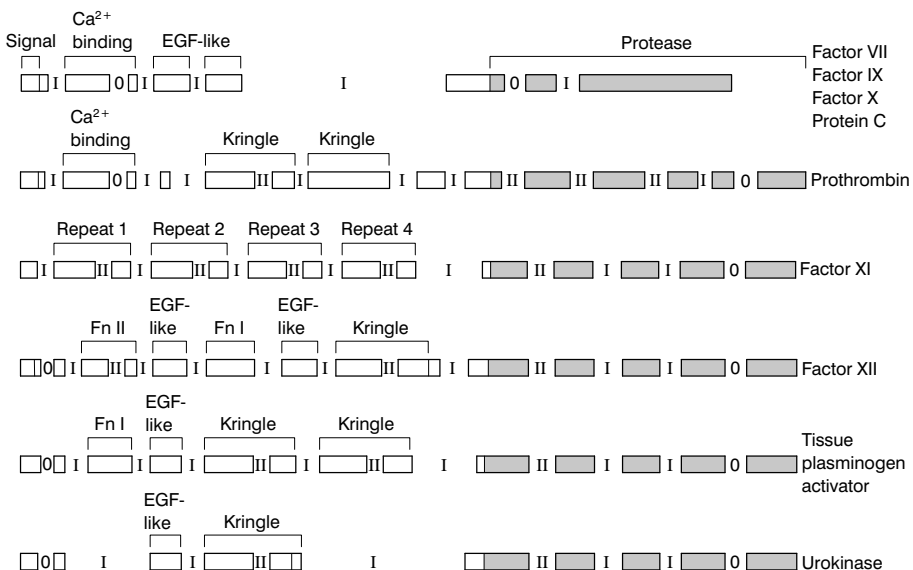 Signal
Ca2+
binding
EGF-like
Protease
I 0 I I I 0 I
Factor VII
Factor IX
Factor X
Protein C
Ca2+
binding
Kringle Kringle
I 0 I I II I I I II II II I 0 Prothrombin
Repeat 1 Repeat 2 Repeat 3 Repeat 4
I II I II I II I II I II I I 0 Factor XI
Fn II
EGF-
like
Fn I
EGF-
like
Kringle
0 I II I I I I II I II I I 0 Factor XII
Fn I
EGF-
like
Kringle Kringle
0 I I I II I II I II I I 0
Tissue
plasminogen
activator
EGF-
like
Kringle
0 I I II I II I I 0 Urokinase